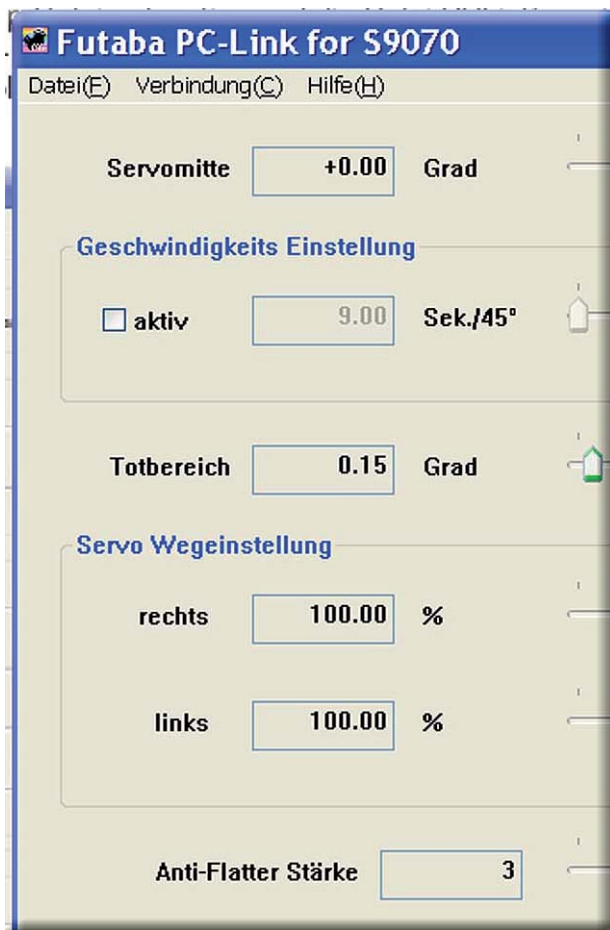 Futaba PC-Link for S9070
Datei(F) Verbindung(C) Hilfe(H)
Servomitte +0.00 Grad
Geschwindigkeits Einstellung
aktiv 9.00 Sek./45°
Totbereich 0.15 Grad
Servo Wegeinstellung
rechts 100.00 %
links 100.00 %
Anti-Flatter Stärke 3